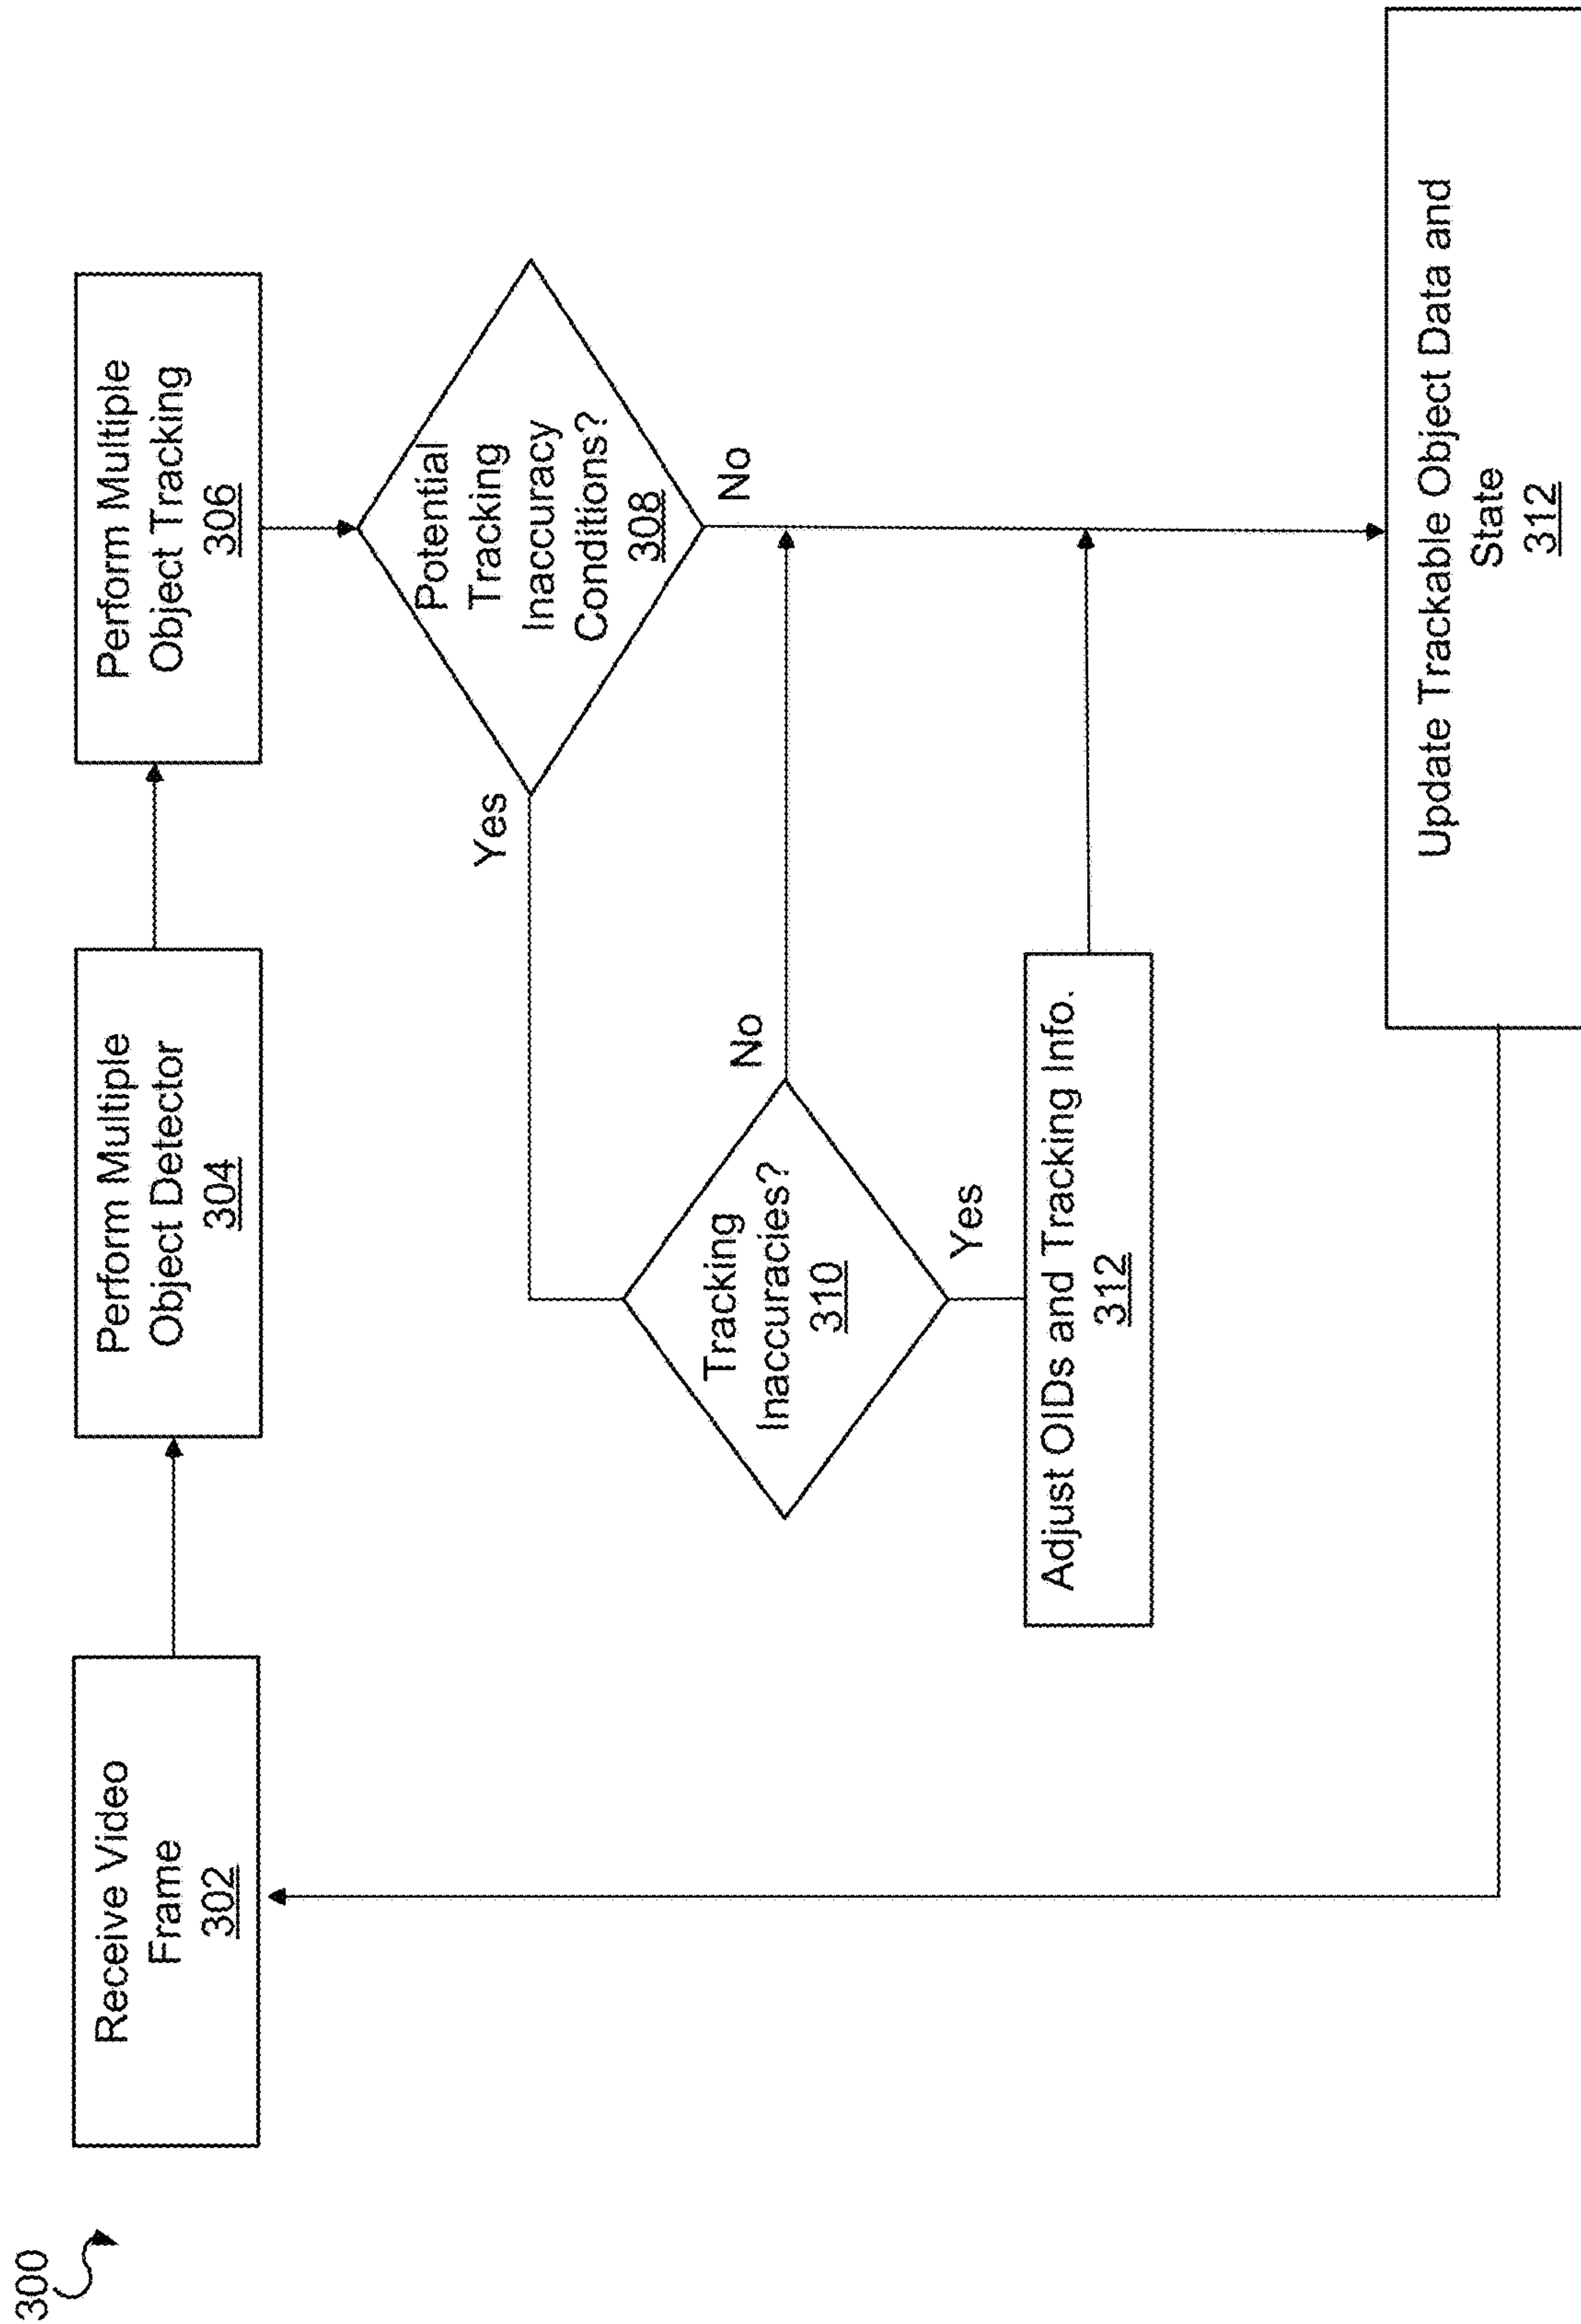 300
Receive Video
Frame
302
Perform Multiple
Object Detector
304
Perform Multiple
Object Tracking
306
Potential
Tracking
Inaccuracy
Conditions?
308
Yes
No
Tracking
Inaccuracies?
310
No
Yes
Adjust OIDs and Tracking Info.
312
Update Trackable Object Data and
State
312